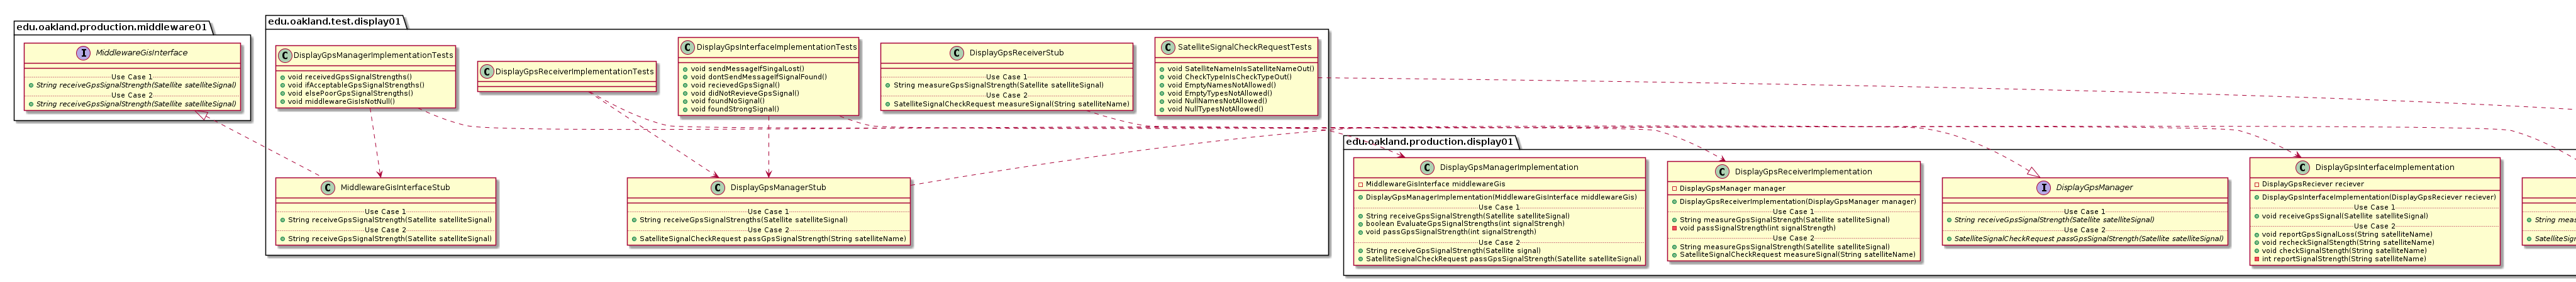 edu.oakland.production.middleware01
I MiddlewareGisInterface
Use Case 1
String receiveGpsSignalStrength(Satellite satelliteSignal)
Use Case 2
String receiveGpsSignalStrength(Satellite satelliteSignal)
edu.oakland.test.display01
C DisplayGpsManagerImplementationTests
void receivedGpsSignalStrengths()
void ifAcceptableGpsSignalStrengths()
void elsePoorGpsSignalStrengths()
void middlewareGisIsNotNull()
C DisplayGpsReceiverImplementationTests
C DisplayGpsInterfaceImplementationTests
void sendMessageIfSingalLost()
void dontSendMessageIfSignalFound()
void recievedGpsSignal()
void didNotRevieveGpsSignal()
void foundNoSignal()
void foundStrongSignal()
C DisplayGpsReceiverStub
Use Case 1
String measureGpsSignalStrength(Satellite satelliteSignal)
Use Case 2
SatelliteSignalCheckRequest measureSignal(String satelliteName)
C SatelliteSignalCheckRequestTests
void SatelliteNameInIsSatelliteNameOut()
void CheckTypeInIsCheckTypeOut()
void EmptyNamesNotAllowed()
void EmptyTypesNotAllowed()
void NullNamesNotAllowed()
void NullTypesNotAllowed()
C MiddlewareGisInterfaceStub
Use Case 1
String receiveGpsSignalStrength(Satellite satelliteSignal)
Use Case 2
String receiveGpsSignalStrength(Satellite satelliteSignal)
C DisplayGpsManagerStub
Use Case 1
String receiveGpsSignalStrengths(Satellite satelliteSignal)
Use Case 2
SatelliteSignalCheckRequest passGpsSignalStrength(String satelliteName)
edu.oakland.production.display01
C DisplayGpsManagerImplementation
MiddlewareGisInterface middlewareGis
DisplayGpsManagerImplementation(MiddlewareGisInterface middlewareGis)
Use Case 1
String receiveGpsSignalStrength(Satellite satelliteSignal)
boolean EvaluateGpsSignalStrengths(int signalStrengh)
void passGpsSignalStrength(int signalStrength)
Use Case 2
String receiveGpsSignalStrength(Satellite signal)
SatelliteSignalCheckRequest passGpsSignalStrength(Satellite satelliteSignal)
C DisplayGpsReceiverImplementation
DisplayGpsManager manager
DisplayGpsReceiverImplementation(DisplayGpsManager manager)
Use Case 1
String measureGpsSignalStrength(Satellite satelliteSignal)
void passSignalStrength(int signalStrength)
Use Case 2
String measureGpsSignalStrength(Satellite satelliteSignal)
SatelliteSignalCheckRequest measureSignal(String satelliteName)
I DisplayGpsManager
Use Case 1
String receiveGpsSignalStrength(Satellite satelliteSignal)
Use Case 2
SatelliteSignalCheckRequest passGpsSignalStrength(Satellite satelliteSignal)
C DisplayGpsInterfaceImplementation
DisplayGpsReciever reciever
DisplayGpsInterfaceImplementation(DisplayGpsReciever reciever)
Use Case 1
void receiveGpsSignal(Satellite satelliteSignal)
Use Case 2
void reportGpsSignalLoss(String satelliteName)
void recheckSignalStength(String satelliteName)
void checkSignalStength(String satelliteName)
int reportSignalStrength(String satelliteName)
String